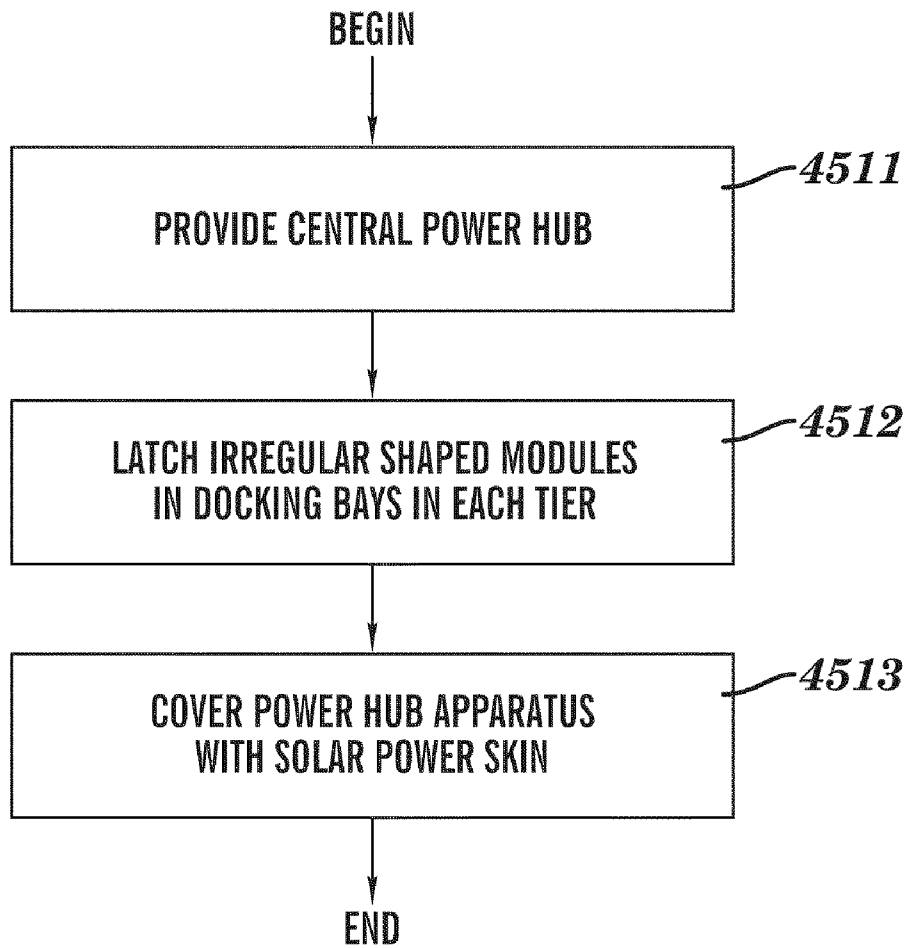 BEGIN
PROVIDE CENTRAL POWER HUB
4511
LATCH IRREGULAR SHAPED MODULES
IN DOCKING BAYS IN EACH TIER
4512
COVER POWER HUB APPARATUS
WITH SOLAR POWER SKIN
4513
END